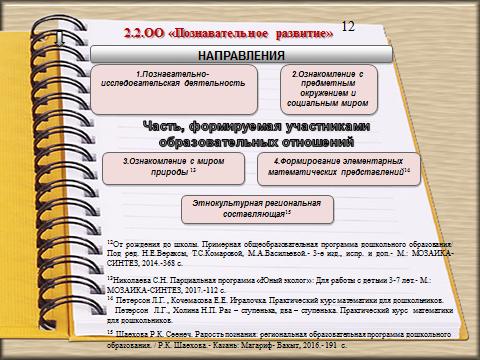 2.2.ОО «Познавательное развитие» 12
НАПРАВЛЕНИЯ
1.Познавательно-
исследовательская деятельность
2.Ознакомление с
предметным
окружением и
социальным миром
Часть, формируемая участниками
образовательных отношений
3.Ознакомление с миром
природы 13
4.Формирование элементарных
математических представлений14
Этнокультурная региональная
составляющая15
12От рождения до школы. Примерная общеобразовательная программа дошкольного образования.
Под ред. Н.Е.Вераксы, Т.С.Комаровой, М.А.Васильевой.- 3-е изд., испр. и доп.- М.: МОЗАИКА-
СИНТЕЗ, 2014.-368 с.
13Николаева С.Н. Парциальная программа «Юный эколог»: Для работы с детьми 3-7 лет.- М.:
МОЗАИКА-СИНТЕЗ, 2017.-112 с.
14 Петерсон Л.Г., Кочемасова Е.Е. Игралочка. Практический курс математики для дошкольников.
Петерсон Л.Г., Холина Н.П. Раз – ступенька, два – ступенька. Практический курс математики
для дошкольников.
15 Шаехова Р.К. Сөенеч. Радость познания: региональная образовательная программа дошкольного
образования. / Р.К. Шаехова.- Казань: Магариф- Вакыт, 2016.- 191 с.